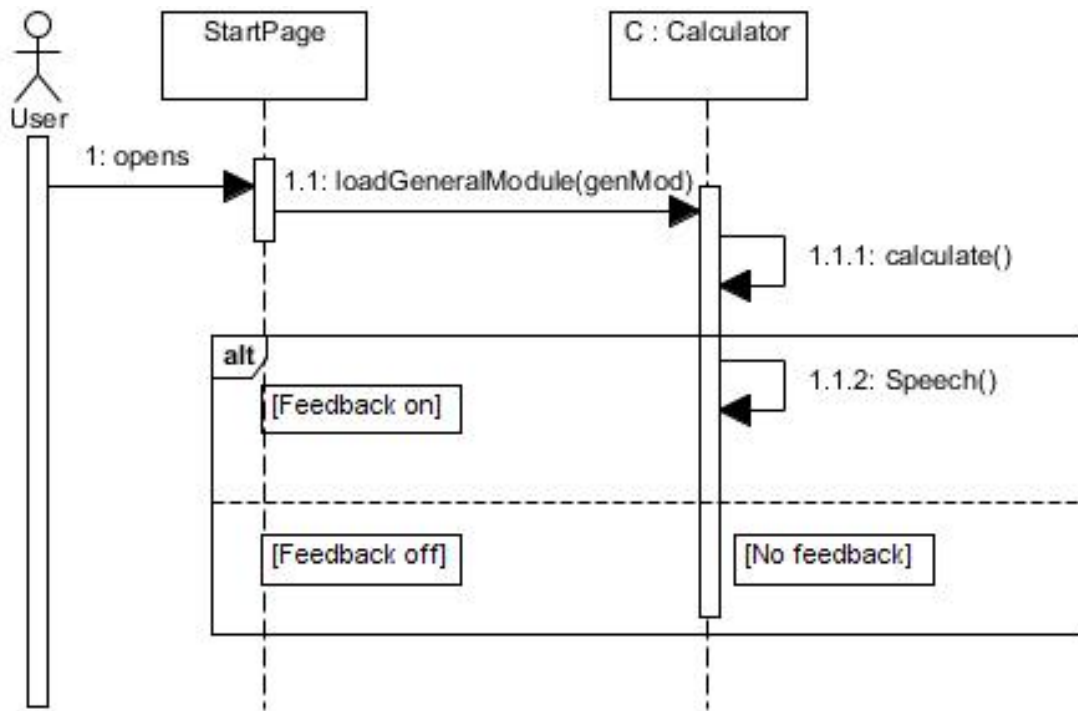 StartPage
C : Calculator
User
1: opens
1.1: loadGeneralModule(genMod)
1.1.1: calculate()
alt
1.1.2: Speech()
[Feedback on]
[Feedback off]
[No feedback]